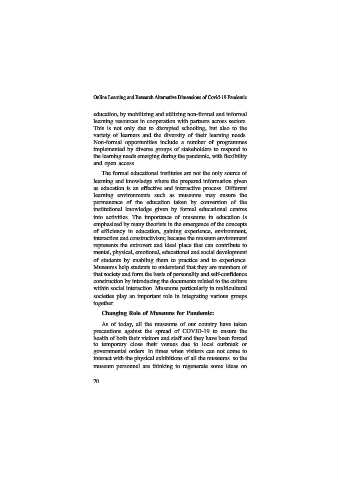 Online Learning and Research Alternative Dimensions of Covid-19 Pandemic
education, by mobilizing and utilizing non-formal and informal
learning resources in cooperation with partners across sectors.
This is not only due to disrupted schooling, but also to the
variety of learners and the diversity of their learning needs.
Non-formal opportunities include a number of programmes
implemented by diverse groups of stakeholders to respond to
the learning needs emerging during the pandemic, with flexibility
and open access.
The formal educational institutes are not the only source of
learning and knowledge where the prepared information given
as education is an effective and interactive process. Different
learning environments such as museums may ensure the
permanence of the education taken by conversion of the
institutional knowledge given by formal educational centres
into activities. The importance of museums in education is
emphasized by many theorists in the emergence of the concepts
of efficiency in education, gaining experience, environment,
interaction and constructivism; because the museum environment
represents the extrovert and ideal place that can contribute to
mental, physical, emotional, educational and social development
of students by enabling them to practice and to experience.
Museums help students to understand that they are members of
that society and form the basis of personality and self-confidence
construction by introducing the documents related to the culture
within social interaction. Museums particularly in multicultural
societies play an important role in integrating various groups
together.
Changing Role of Museums for Pandemic:
As of today, all the museums of our country have taken
precautions against the spread of COVID-19 to ensure the
health of both their visitors and staff and they have been forced
to temporary close their venues due to local outbreak or
governmental orders. In times when visitors can not come to
interact with the physical exhibitions of all the museums. so the
museum personnel are thinking to regenerate some ideas on
70